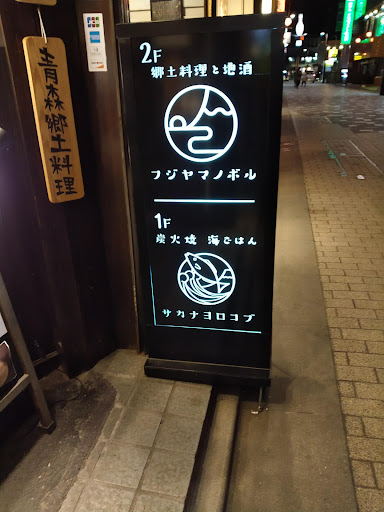 青森郷土料理
2F
郷土料理と地酒
フジヤマノボル
1F
炭火焼 海ごはん
サカナヨロコブ